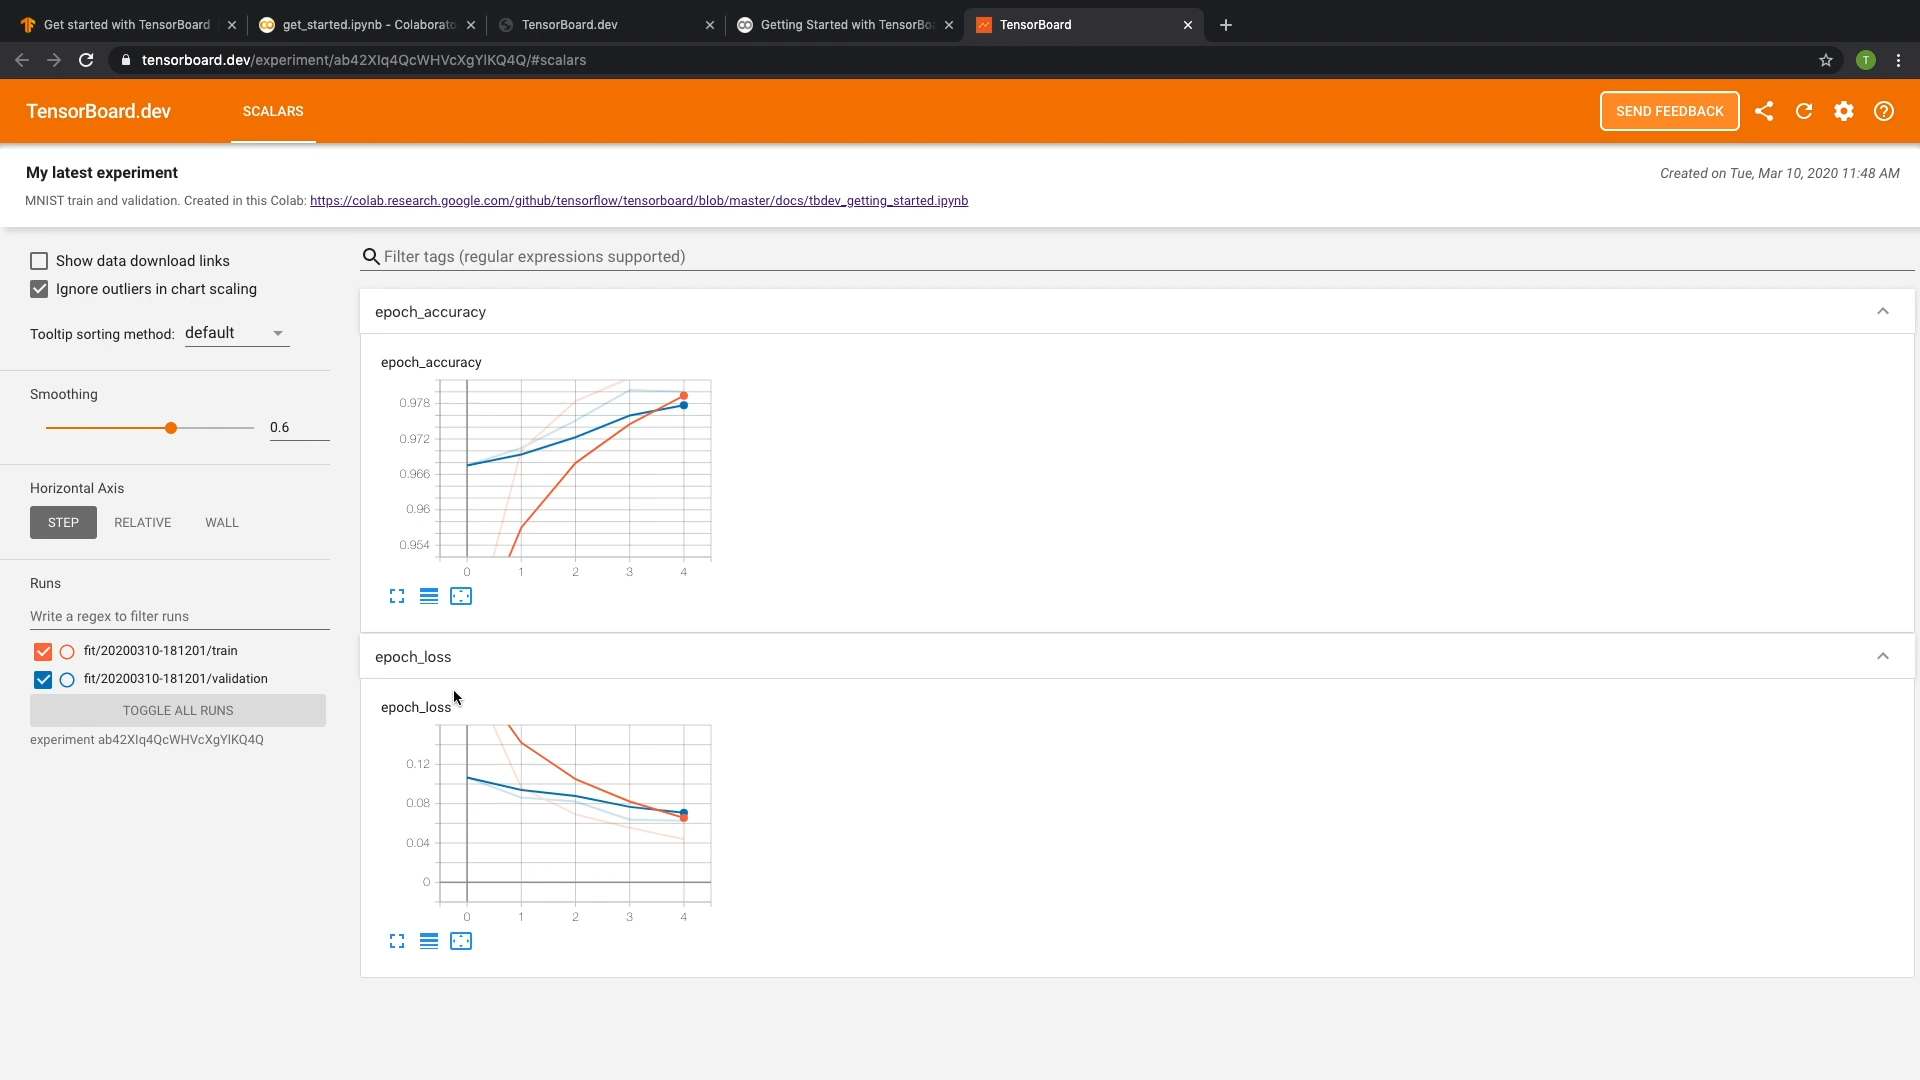 Get started with TensorBoard
get_started.ipynb - Colaborato
TensorBoard.dev
Getting Started with TensorBo
TensorBoard
tensorboard.dev/experiment/ab42XIq4QcWHVcXgYIKQ4Q/#scalars
T
TensorBoard.dev
SCALARS
SEND FEEDBACK
My latest experiment
Created on Tue, Mar 10, 2020 11:48 AM
MNIST train and validation. Created in this Colab: https://colab.research.google.com/github/tensorflow/tensorboard/blob/master/docs/tbdev_getting_started.ipynb
Show data download links
Ignore outliers in chart scaling
Tooltip sorting method: default
Smoothing
0.6
Horizontal Axis
STEP RELATIVE WALL
Runs
Write a regex to filter runs
fit/20200310-181201/train
fit/20200310-181201/validation
TOGGLE ALL RUNS
experiment ab42XIq4QcWHVcXgYIKQ4Q
Filter tags (regular expressions supported)
epoch_accuracy
epoch_accuracy
0.978
0.972
0.966
0.96
0.954
0 1 2 3 4
epoch_loss
epoch_loss
0.12
0.08
0.04
0
0 1 2 3 4